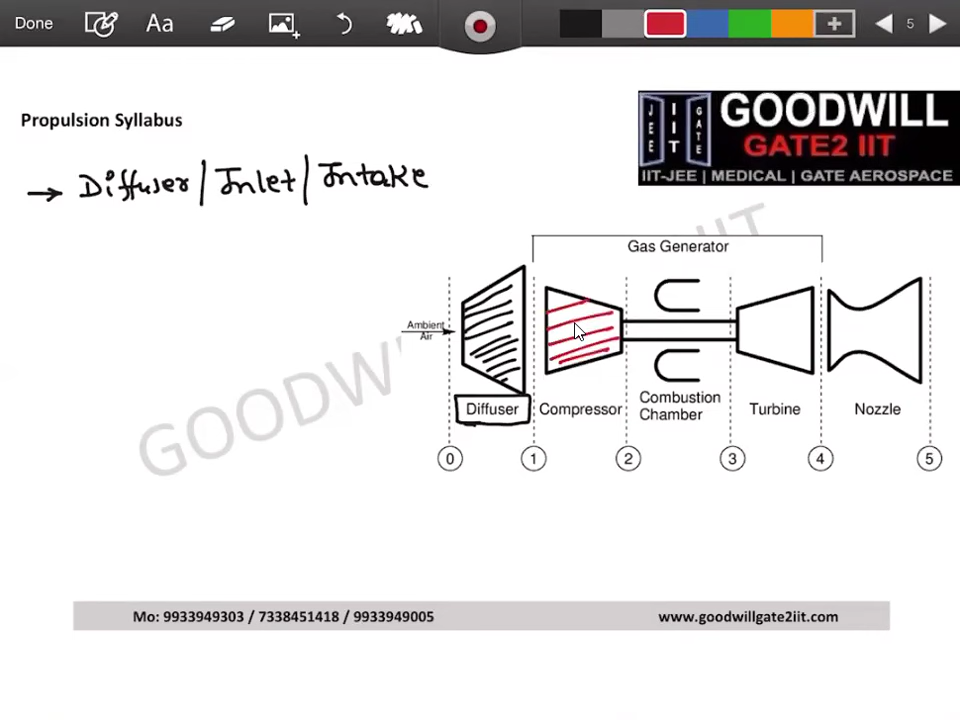 Done Aa 5
Propulsion Syllabus
GOODWILL
GATE2 IIT
IIT-JEE | MEDICAL | GATE AEROSPACE
JEE
IIT
GATE
→ Diffuser | Inlet | Intake
GOODWILL
IIT
Gas Generator
Ambient
Air
Diffuser Compressor Combustion Chamber Turbine Nozzle
0 1 2 3 4 5
Mo: 9933949303 / 7338451418 / 9933949005 www.goodwillgate2iit.com